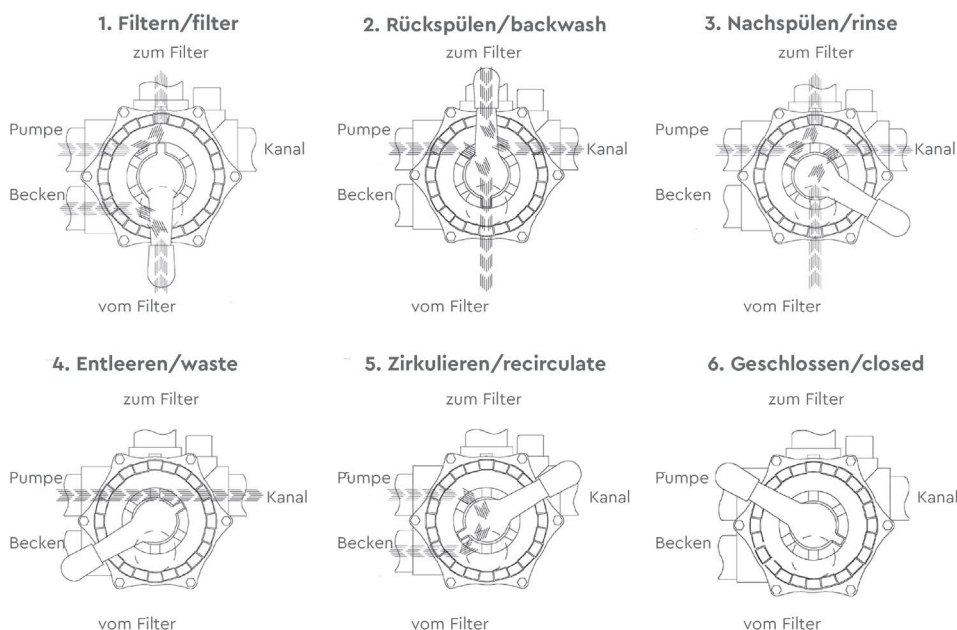 1. Filtern/filter
zum Filter
Pumpe
Kanal
Becken
vom Filter
2. Rückspülen/backwash
zum Filter
Pumpe
Kanal
Becken
vom Filter
3. Nachspülen/rinse
zum Filter
Pumpe
Kanal
Becken
vom Filter
4. Entleeren/waste
zum Filter
Pumpe
Kanal
Becken
vom Filter
5. Zirkulieren/recirculate
zum Filter
Pumpe
Kanal
Becken
vom Filter
6. Geschlossen/closed
zum Filter
Pumpe
Kanal
Becken
vom Filter